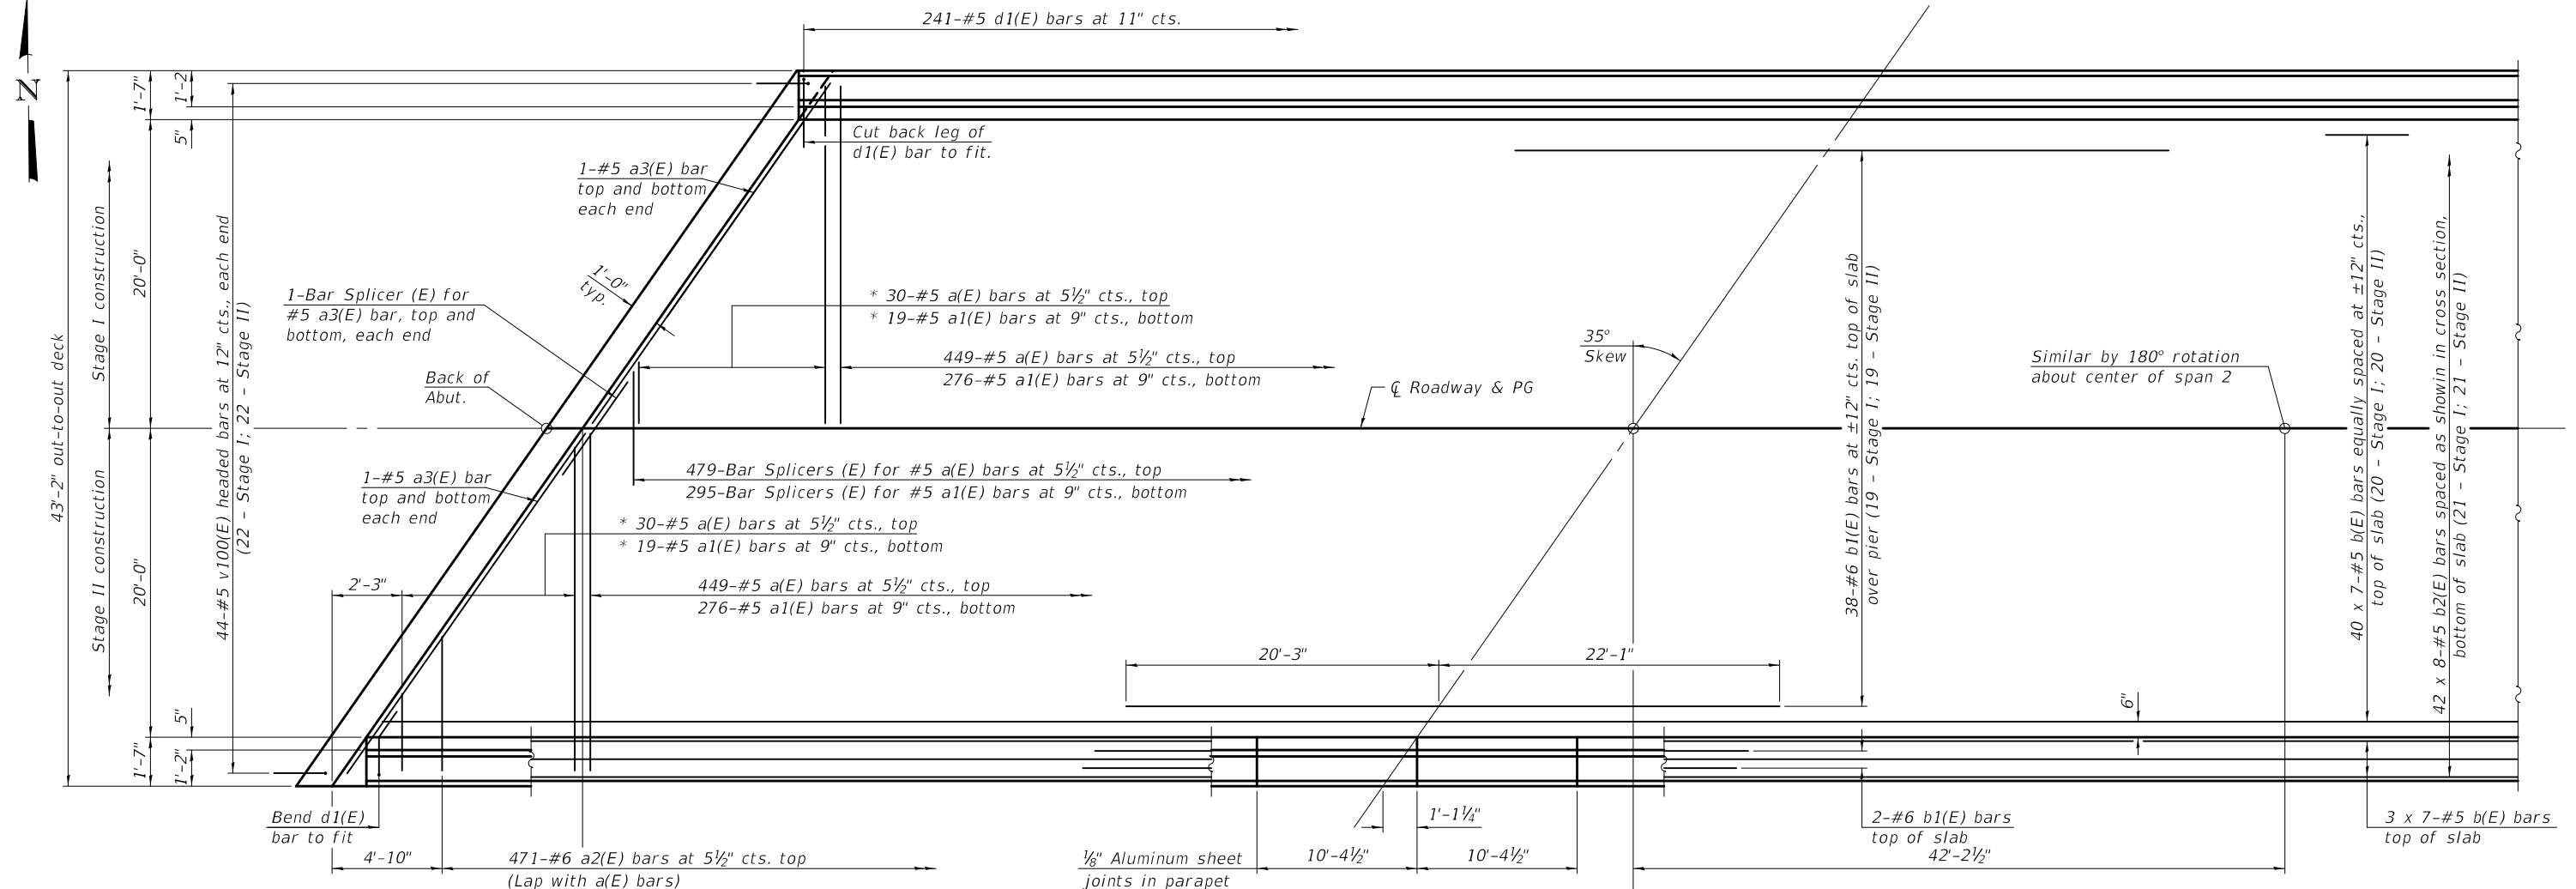 241-#5 d1(E) bars at 11" cts.
N
1'-7"
1'-2
5"
Cut back leg of
d1(E) bar to fit.
1-#5 a3(E) bar
top and bottom
each end
Stage I construction
20'-0"
44-#5 v100(E) headed bars at 12" cts., each end
(22 - Stage I; 22 - Stage II)
43'-2" out-to-out deck
1'-0"
typ.
1-Bar Splicer (E) for
#5 a3(E) bar, top and
bottom, each end
* 30-#5 a(E) bars at 5½" cts., top
* 19-#5 a1(E) bars at 9" cts., bottom
449-#5 a(E) bars at 5½" cts., top
276-#5 a1(E) bars at 9" cts., bottom
Back of
Abut.
35°
Skew
℄ Roadway & PG
Similar by 180° rotation
about center of span 2
38-#6 b1(E) bars at ±12" cts. top of slab
over pier (19 - Stage I; 19 - Stage II)
40 x 7-#5 b(E) bars equally spaced at ±12" cts.,
top of slab (20 - Stage I; 20 - Stage II)
42 x 8-#5 b2(E) bars spaced as showin in cross section,
bottom of slab (21 - Stage I; 21 - Stage II)
Stage II construction
20'-0"
1-#5 a3(E) bar
top and bottom
each end
479-Bar Splicers (E) for #5 a(E) bars at 5½" cts., top
295-Bar Splicers (E) for #5 a1(E) bars at 9" cts., bottom
* 30-#5 a(E) bars at 5½" cts., top
* 19-#5 a1(E) bars at 9" cts., bottom
2'-3"
449-#5 a(E) bars at 5½" cts., top
276-#5 a1(E) bars at 9" cts., bottom
20'-3"
22'-1"
6"
5"
1'-7"
1'-2"
Bend d1(E)
bar to fit
4'-10"
471-#6 a2(E) bars at 5½" cts. top
(Lap with a(E) bars)
⅛" Aluminum sheet
joints in parapet
10'-4½"
10'-4½"
1'-1¼"
2-#6 b1(E) bars
top of slab
42'-2½"
3 x 7-#5 b(E) bars
top of slab